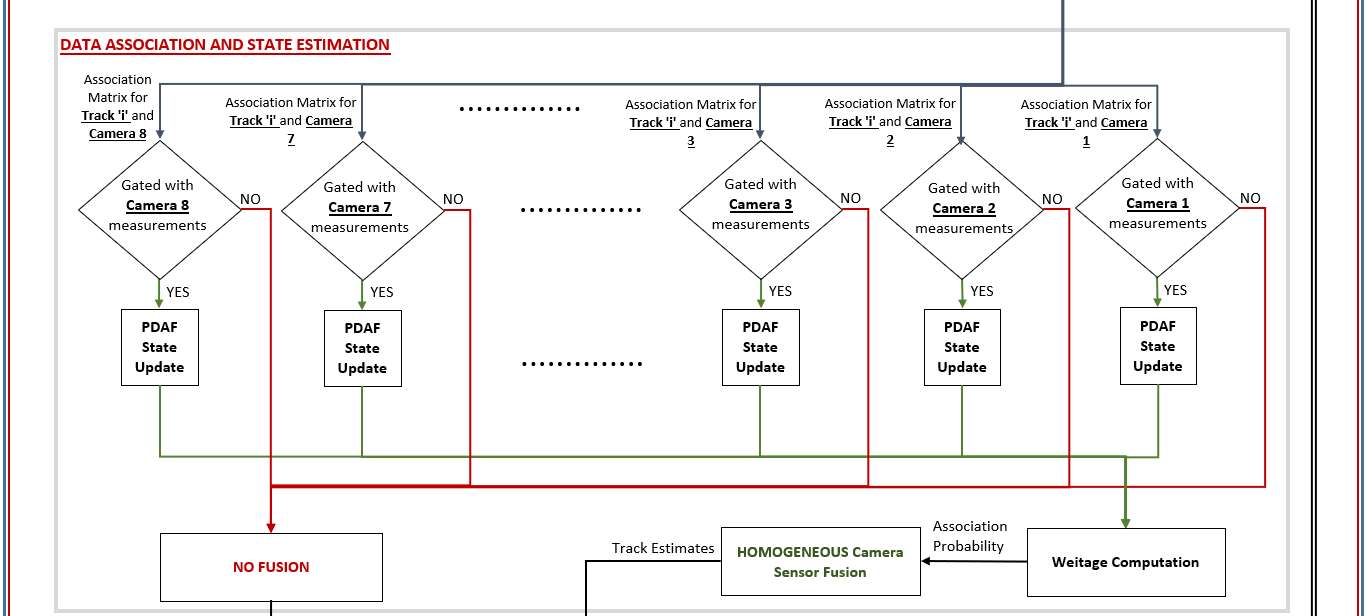 DATA ASSOCIATION AND STATE ESTIMATION
Association
Matrix for
Track 'i' and
Camera 8
Association Matrix for
Track 'i' and Camera
7
Association Matrix for
Track 'i' and Camera
3
Association Matrix for
Track 'i' and Camera
2
Association Matrix for
Track 'i' and Camera
1
Gated with
Camera 8
measurements
NO
Gated with
Camera 7
measurements
NO
Gated with
Camera 3
measurements
NO
Gated with
Camera 2
measurements
NO
Gated with
Camera 1
measurements
NO
YES
YES
YES
YES
YES
PDAF
State
Update
PDAF
State
Update
PDAF
State
Update
PDAF
State
Update
PDAF
State
Update
NO FUSION
Track Estimates
HOMOGENEOUS Camera
Sensor Fusion
Association
Probability
Weitage Computation